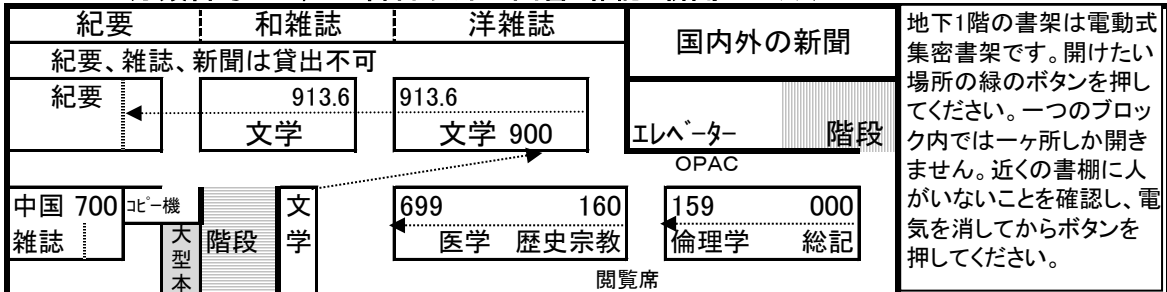 紀要 和雑誌 洋雑誌
国内外の新聞
紀要、雑誌、新聞は貸出不可
紀要
913.6
文学
913.6
文学 900
エレベーター 階段
OPAC
中国 700
雑誌
コピー機
大型本
階段
文学
699 160
医学 歴史宗教
159 000
倫理学 総記
閲覧席
地下1階の書架は電動式
集密書架です。開けたい
場所の緑のボタンを押し
てください。一つのブロッ
ク内では一ヶ所しか開き
ません。近くの書棚に人
がいないことを確認し、電
気を消してからボタンを
押してください。